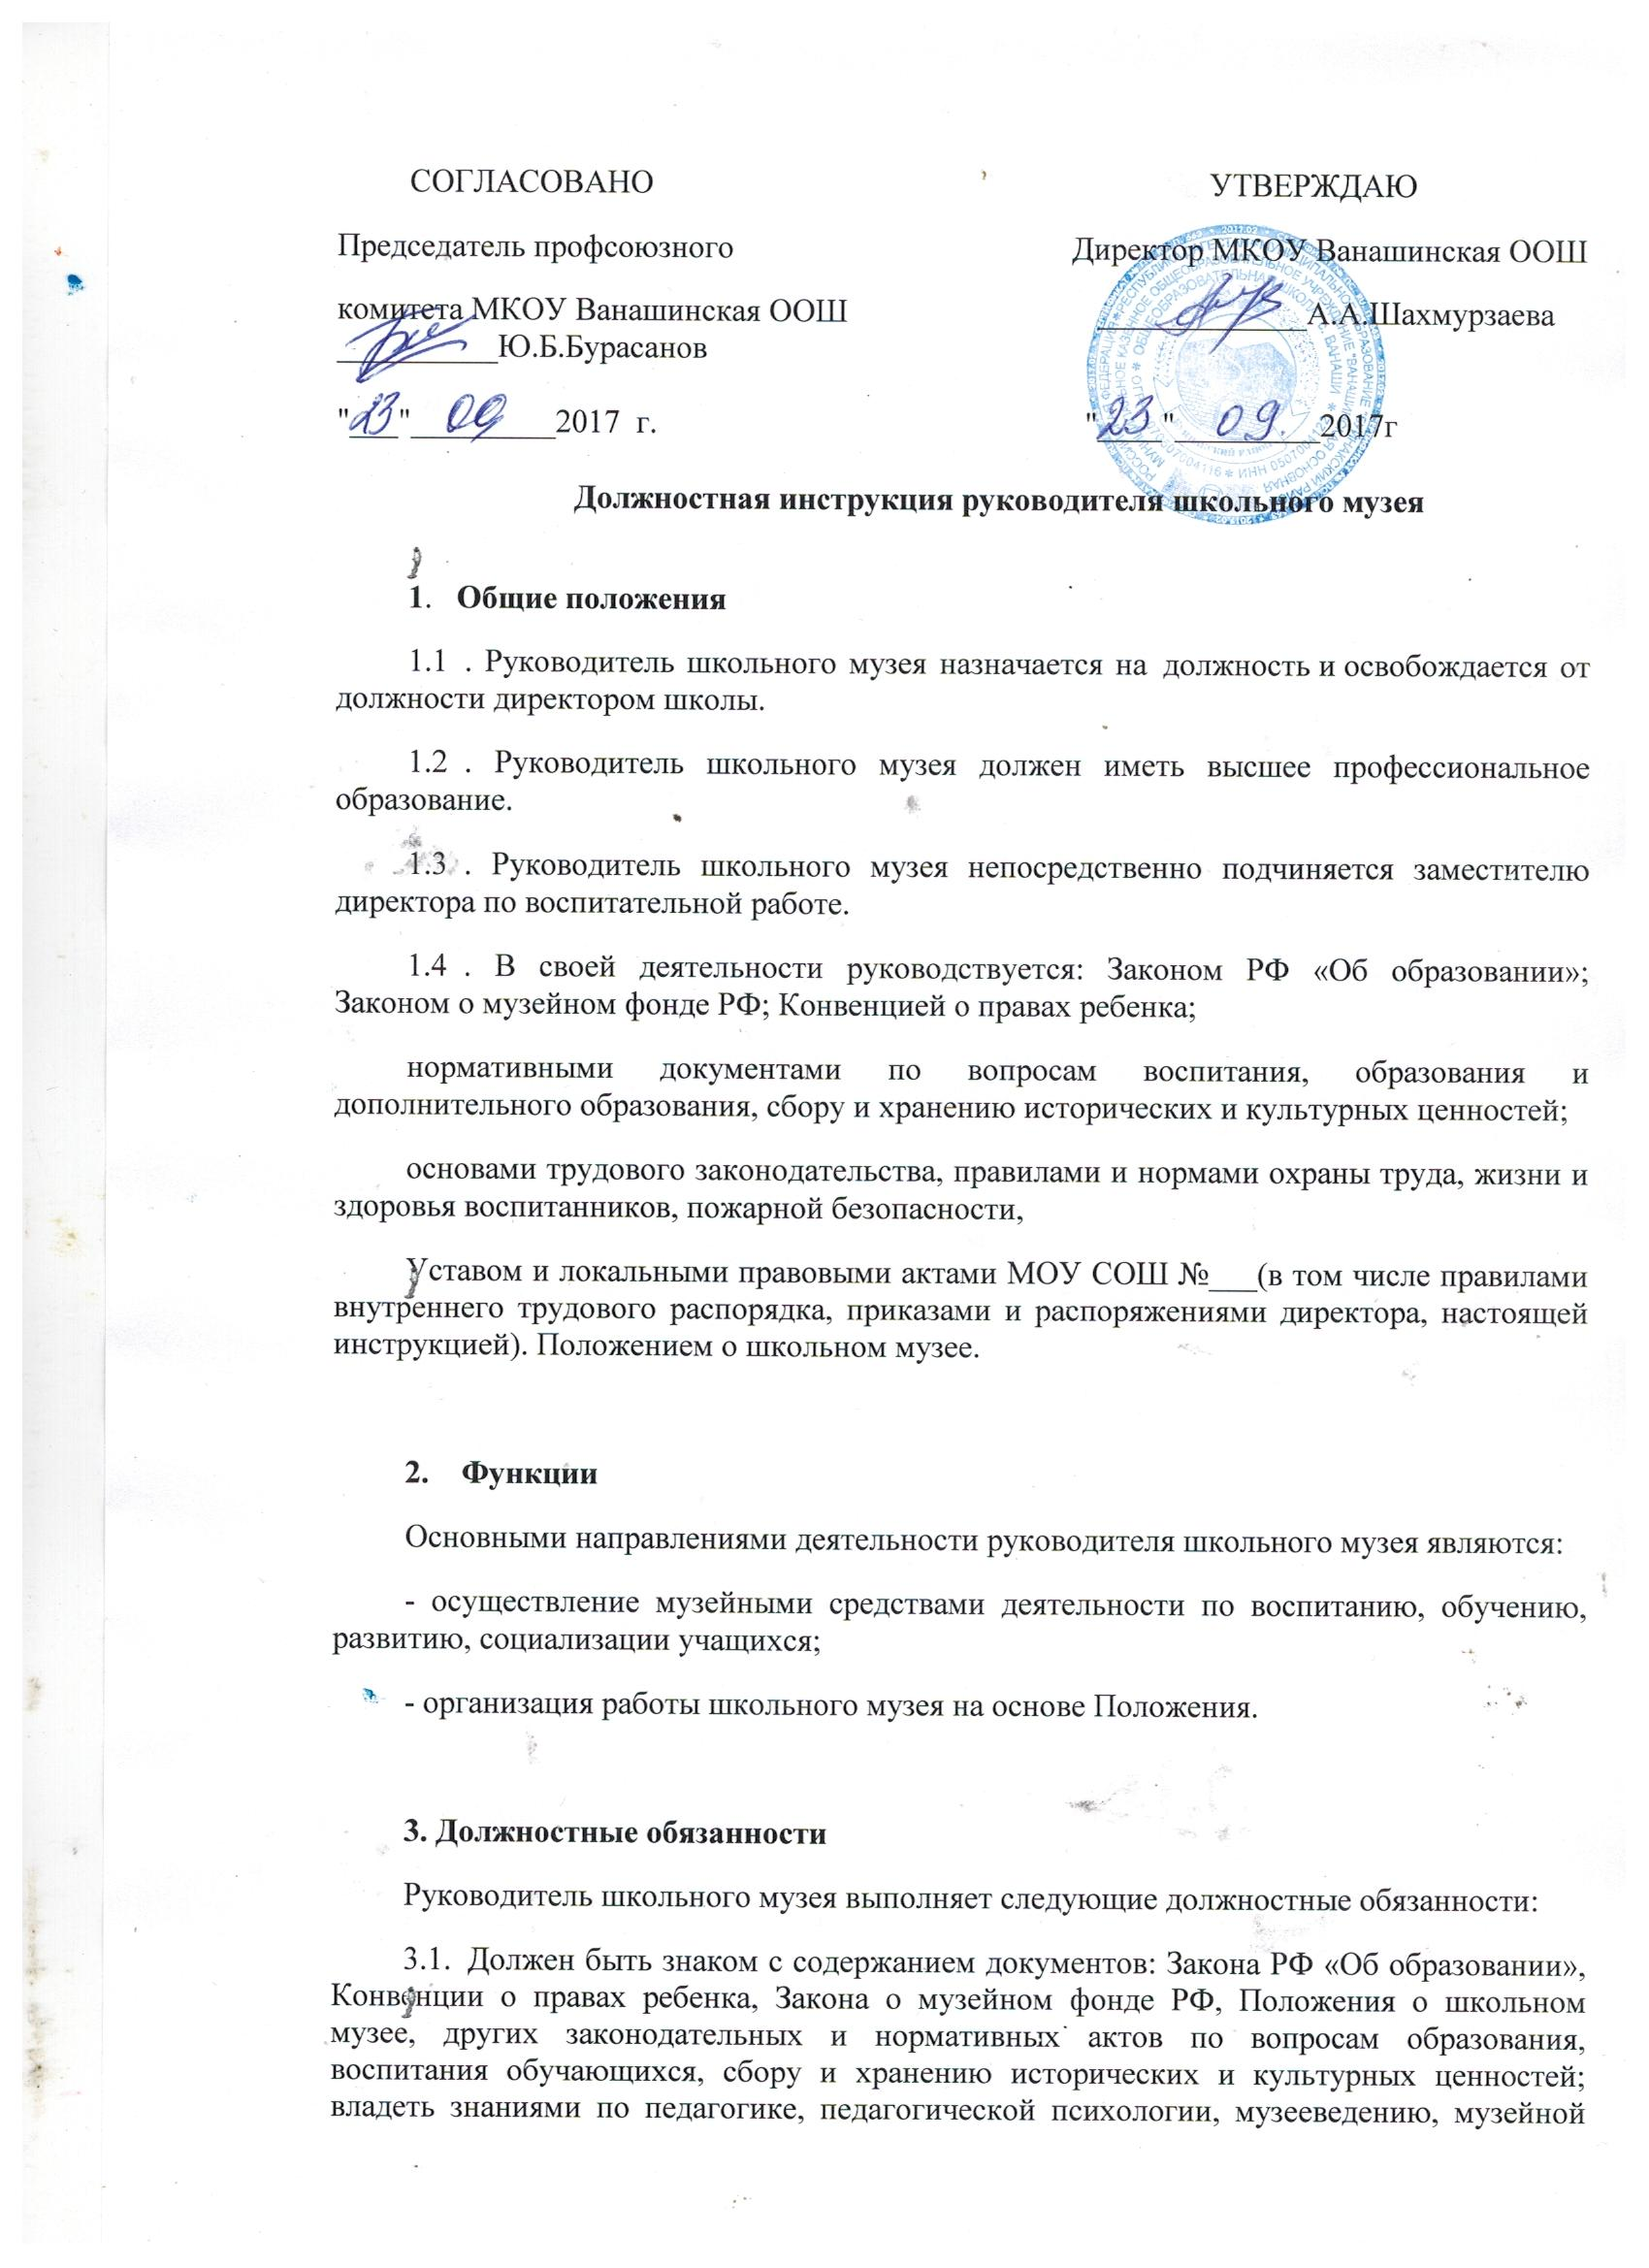 СОГЛАСОВАНО
УТВЕРЖДАЮ
Председатель профсоюзного
Директор МКОУ Ванашинская ООШ
комитета МКОУ Ванашинская ООШ
____________А.А.Шахмурзаева
__________Ю.Б.Бурасанов
"23" 09 2017 г.
"23" 09. 2017г
Должностная инструкция руководителя школьного музея
1. Общие положения
1.1 . Руководитель школьного музея назначается на должность и освобождается от
должности директором школы.
1.2 . Руководитель школьного музея должен иметь высшее профессиональное
образование.
1.3 . Руководитель школьного музея непосредственно подчиняется заместителю
директора по воспитательной работе.
1.4 . В своей деятельности руководствуется: Законом РФ «Об образовании»;
Законом о музейном фонде РФ; Конвенцией о правах ребенка;
нормативными документами по вопросам воспитания, образования и
дополнительного образования, сбору и хранению исторических и культурных ценностей;
основами трудового законодательства, правилами и нормами охраны труда, жизни и
здоровья воспитанников, пожарной безопасности,
Уставом и локальными правовыми актами МОУ СОШ №___(в том числе правилами
внутреннего трудового распорядка, приказами и распоряжениями директора, настоящей
инструкцией). Положением о школьном музее.
2. Функции
Основными направлениями деятельности руководителя школьного музея являются:
- осуществление музейными средствами деятельности по воспитанию, обучению,
развитию, социализации учащихся;
- организация работы школьного музея на основе Положения.
3. Должностные обязанности
Руководитель школьного музея выполняет следующие должностные обязанности:
3.1. Должен быть знаком с содержанием документов: Закона РФ «Об образовании»,
Конвенции о правах ребенка, Закона о музейном фонде РФ, Положения о школьном
музее, других законодательных и нормативных актов по вопросам образования,
воспитания обучающихся, сбору и хранению исторических и культурных ценностей;
владеть знаниями по педагогике, педагогической психологии, музееведению, музейной